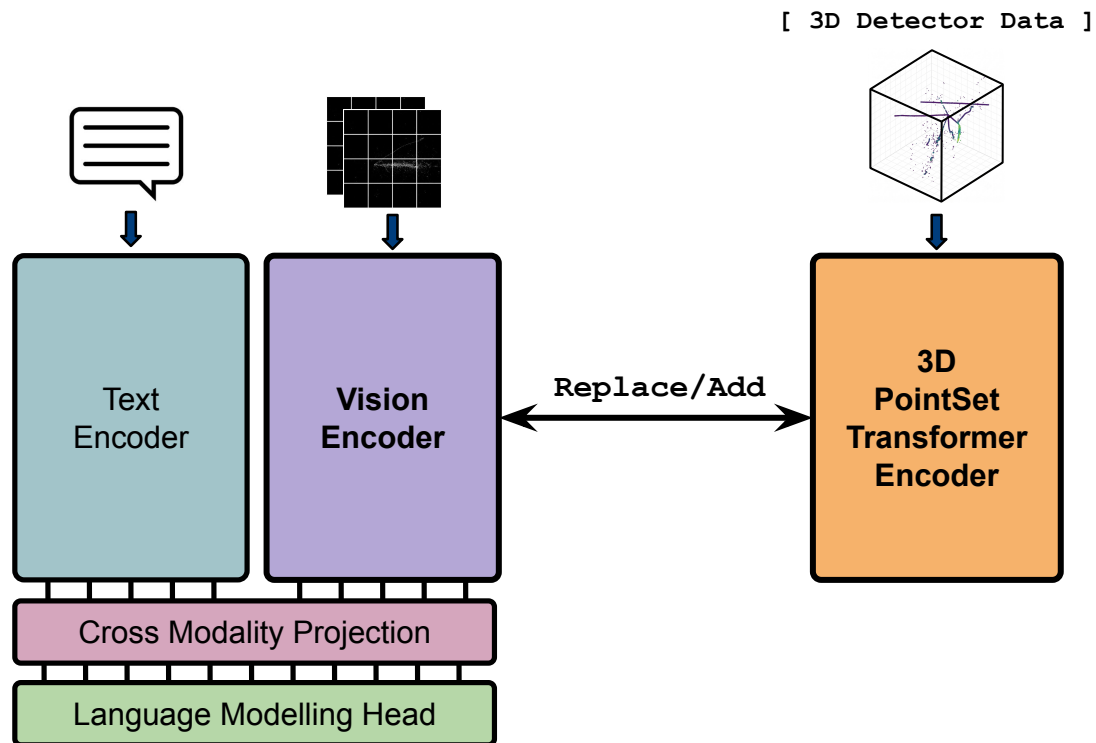 [ 3D Detector Data ]
Text
Encoder
Vision
Encoder
Replace/Add
3D
PointSet
Transformer
Encoder
Cross Modality Projection
Language Modelling Head